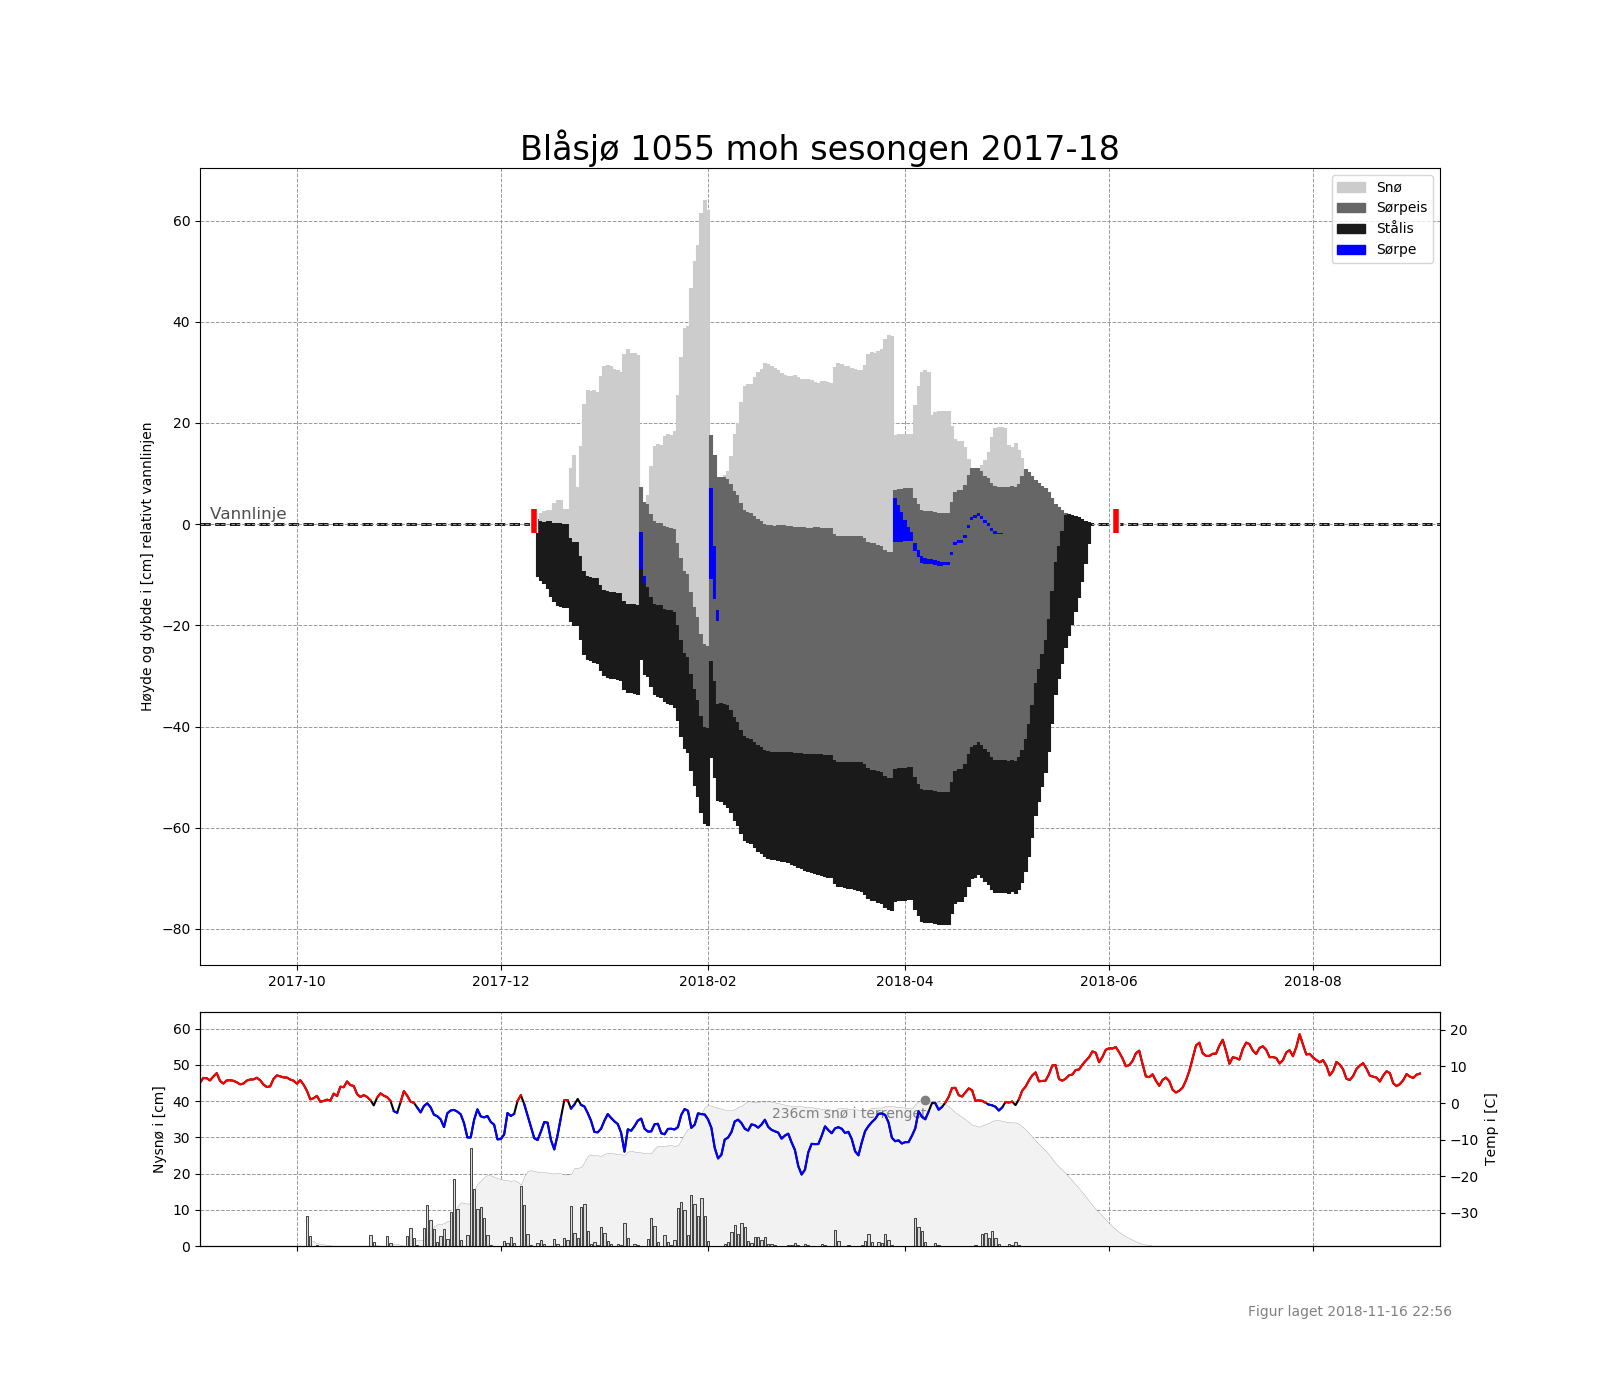 Blåsjø 1055 moh sesongen 2017-18
Snø
Sørpeis
Stålis
Sørpe
Høyde og dybde i [cm] relativt vannlinjen
60
40
20
0
−20
−40
−60
−80
Vannlinje
2017-10 2017-12 2018-02 2018-04 2018-06 2018-08
Nysnø i [cm]
60
50
40
30
20
10
0
236cm snø i terrenget
20
10
0
−10
−20
−30
Temp i [C]
Figur laget 2018-11-16 22:56